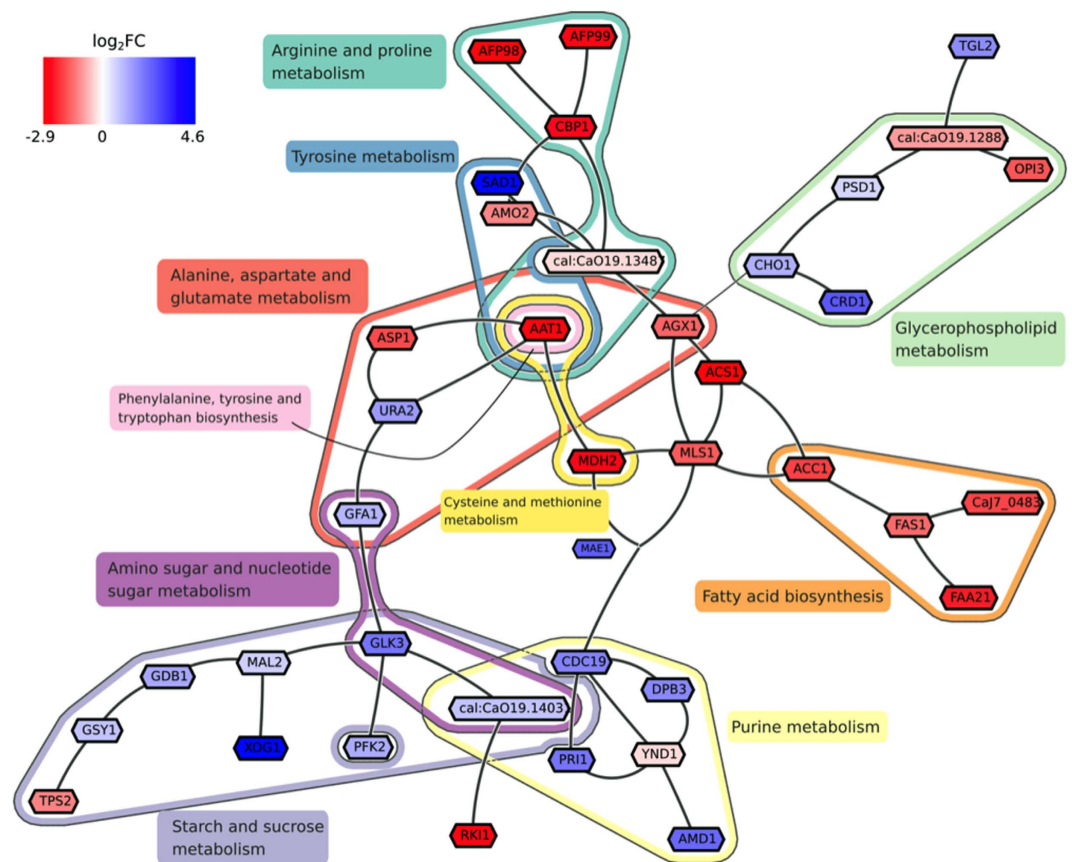 log₂FC
-2.9 0 4.6
Arginine and proline
metabolism
AFP98
AFP99
CBP1
TGL2
cal:CaO19.1288
OPI3
PSD1
CHO1
CRD1
Glycerophospholipid
metabolism
Tyrosine metabolism
SAD1
AMO2
cal:CaO19.1348
Alanine, aspartate and
glutamate metabolism
ASP1
AAT1
AGX1
ACS1
URA2
Phenylalanine, tyrosine and
tryptophan biosynthesis
MDH2
MLS1
ACC1
Cysteine and methionine
metabolism
GFA1
MAE1
FAS1
CaJ7_0483
FAA21
Fatty acid biosynthesis
Amino sugar and nucleotide
sugar metabolism
GLK3
MAL2
GDB1
GSY1
TPS2
XOG1
PFK2
cal:CaO19.1403
CDC19
DPB3
PRI1
YND1
Purine metabolism
RKI1
AMD1
Starch and sucrose
metabolism